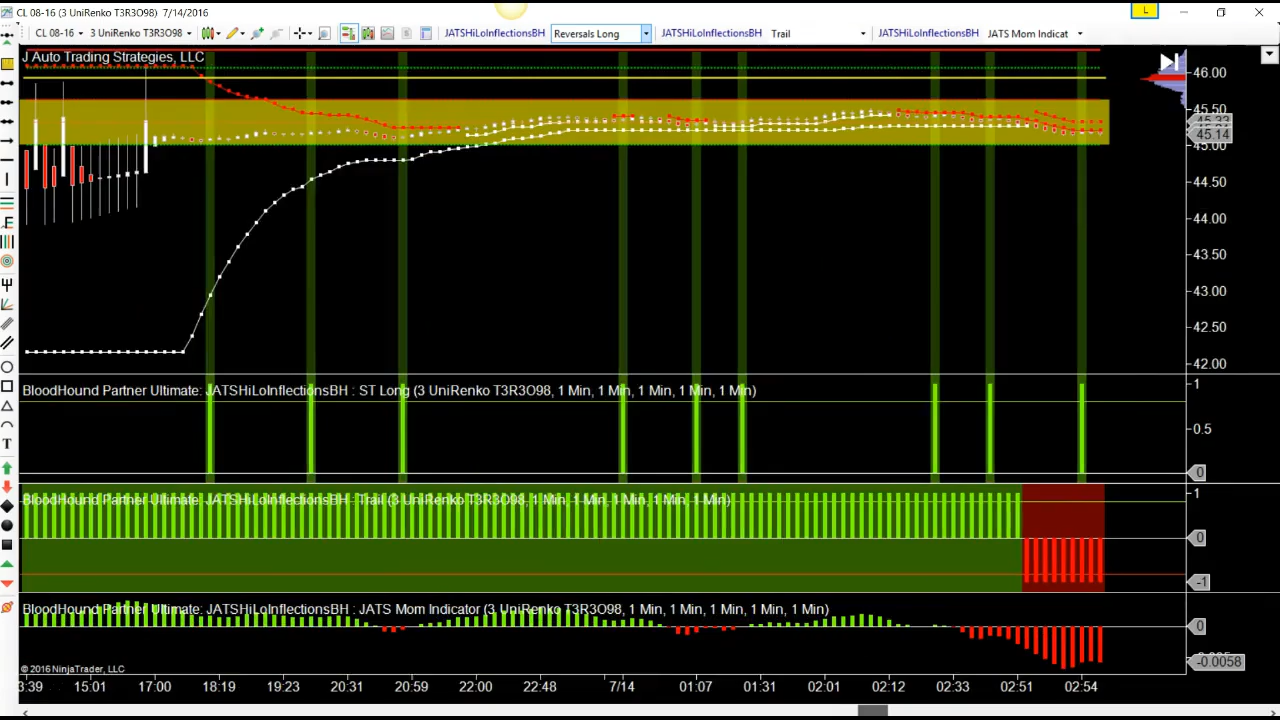 CL 08-16 (3 UniRenko T3R3O98) 7/14/2016
L
CL 08-16 3 UniRenko T3R3O98 JATSHiLoInflectionsBH Reversals Long JATSHiLoInflectionsBH Trail JATSHiLoInflectionsBH JATS Mom Indicat
J Auto Trading Strategies, LLC
46.00
45.50
45.33
45.14
45.00
44.50
44.00
43.50
43.00
42.50
42.00
BloodHound Partner Ultimate: JATSHiLoInflectionsBH : ST Long (3 UniRenko T3R3O98, 1 Min, 1 Min, 1 Min, 1 Min, 1 Min)
1
0.5
0
BloodHound Partner Ultimate: JATSHiLoInflectionsBH : Trail (3 UniRenko T3R3O98, 1 Min, 1 Min, 1 Min, 1 Min, 1 Min)
1
0
-1
BloodHound Partner Ultimate: JATSHiLoInflectionsBH : JATS Mom Indicator (3 UniRenko T3R3O98, 1 Min, 1 Min, 1 Min, 1 Min, 1 Min)
0
-0.0058
© 2016 NinjaTrader, LLC
3:39 15:01 17:00 18:19 19:23 20:31 20:59 22:00 22:48 7/14 01:07 01:31 02:01 02:12 02:33 02:51 02:54